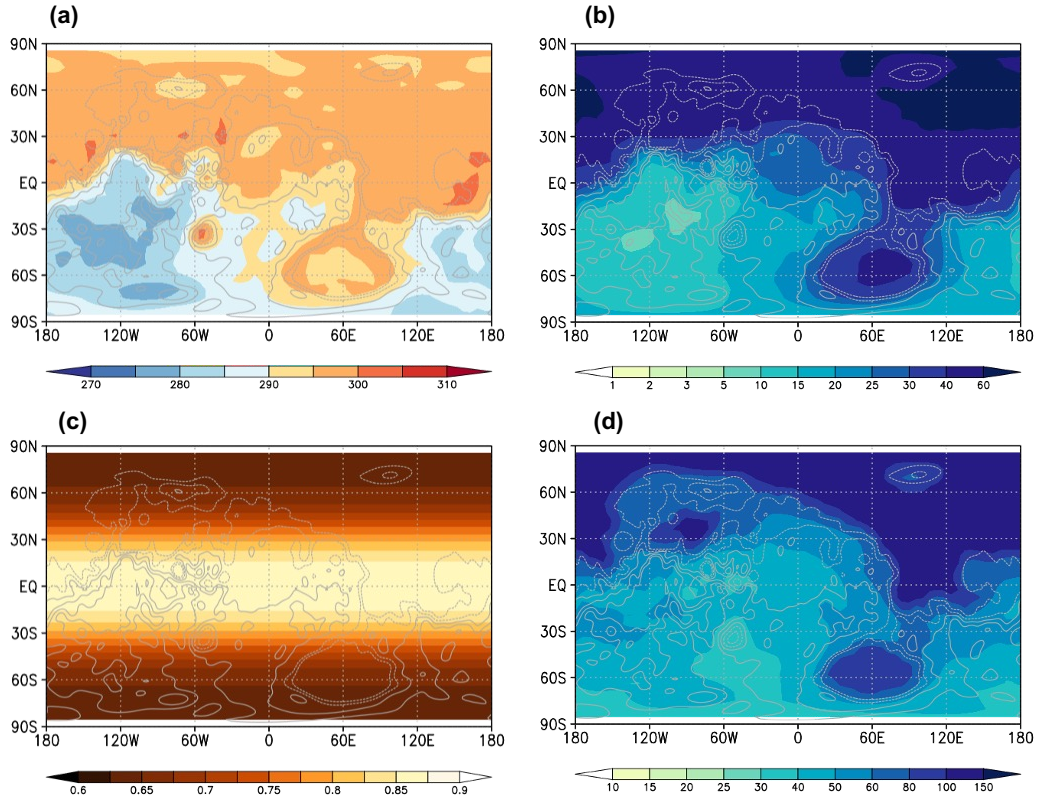 (a)
90N
60N
30N
EQ
30S
60S
90S
180 120W 60W 0 60E 120E 180
270 280 290 300 310
(b)
90N
60N
30N
EQ
30S
60S
90S
180 120W 60W 0 60E 120E 180
1 2 3 5 10 15 20 25 30 40 60
(c)
90N
60N
30N
EQ
30S
60S
90S
180 120W 60W 0 60E 120E 180
0.6 0.65 0.7 0.75 0.8 0.85 0.9
(d)
90N
60N
30N
EQ
30S
60S
90S
180 120W 60W 0 60E 120E 180
10 15 20 25 30 40 50 60 80 100 150